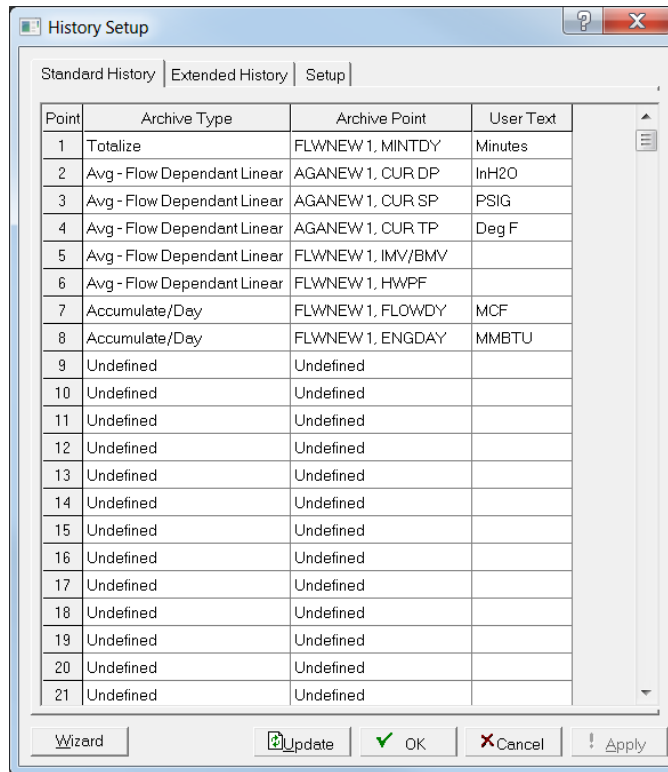 History Setup
Standard History Extended History Setup
Point Archive Type Archive Point User Text
1 Totalize FLWNEW 1, MINTDY Minutes
2 Avg - Flow Dependant Linear AGANEW 1, CUR DP InH2O
3 Avg - Flow Dependant Linear AGANEW 1, CUR SP PSIG
4 Avg - Flow Dependant Linear AGANEW 1, CUR TP Deg F
5 Avg - Flow Dependant Linear FLWNEW 1, IMV/BMV
6 Avg - Flow Dependant Linear FLWNEW 1, HWPF
7 Accumulate/Day FLWNEW 1, FLOWDY MCF
8 Accumulate/Day FLWNEW 1, ENGDAY MMBTU
9 Undefined Undefined
10 Undefined Undefined
11 Undefined Undefined
12 Undefined Undefined
13 Undefined Undefined
14 Undefined Undefined
15 Undefined Undefined
16 Undefined Undefined
17 Undefined Undefined
18 Undefined Undefined
19 Undefined Undefined
20 Undefined Undefined
21 Undefined Undefined
Wizard Update OK Cancel ! Apply